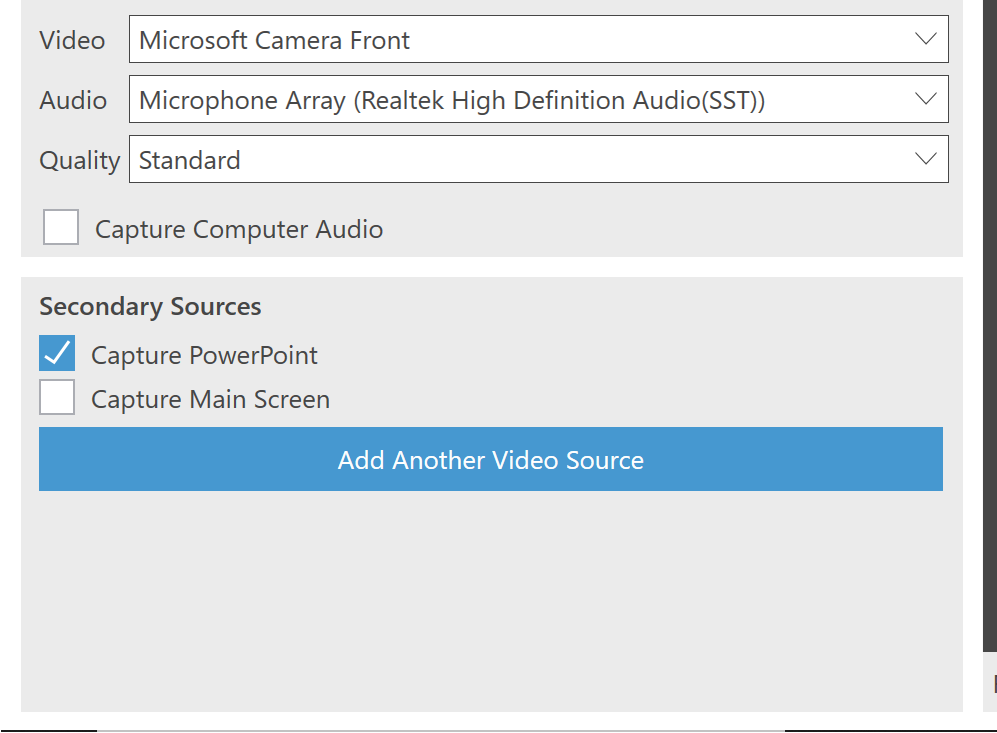 Video Microsoft Camera Front
Audio Microphone Array (Realtek High Definition Audio(SST))
Quality Standard
Capture Computer Audio
Secondary Sources
Capture PowerPoint
Capture Main Screen
Add Another Video Source